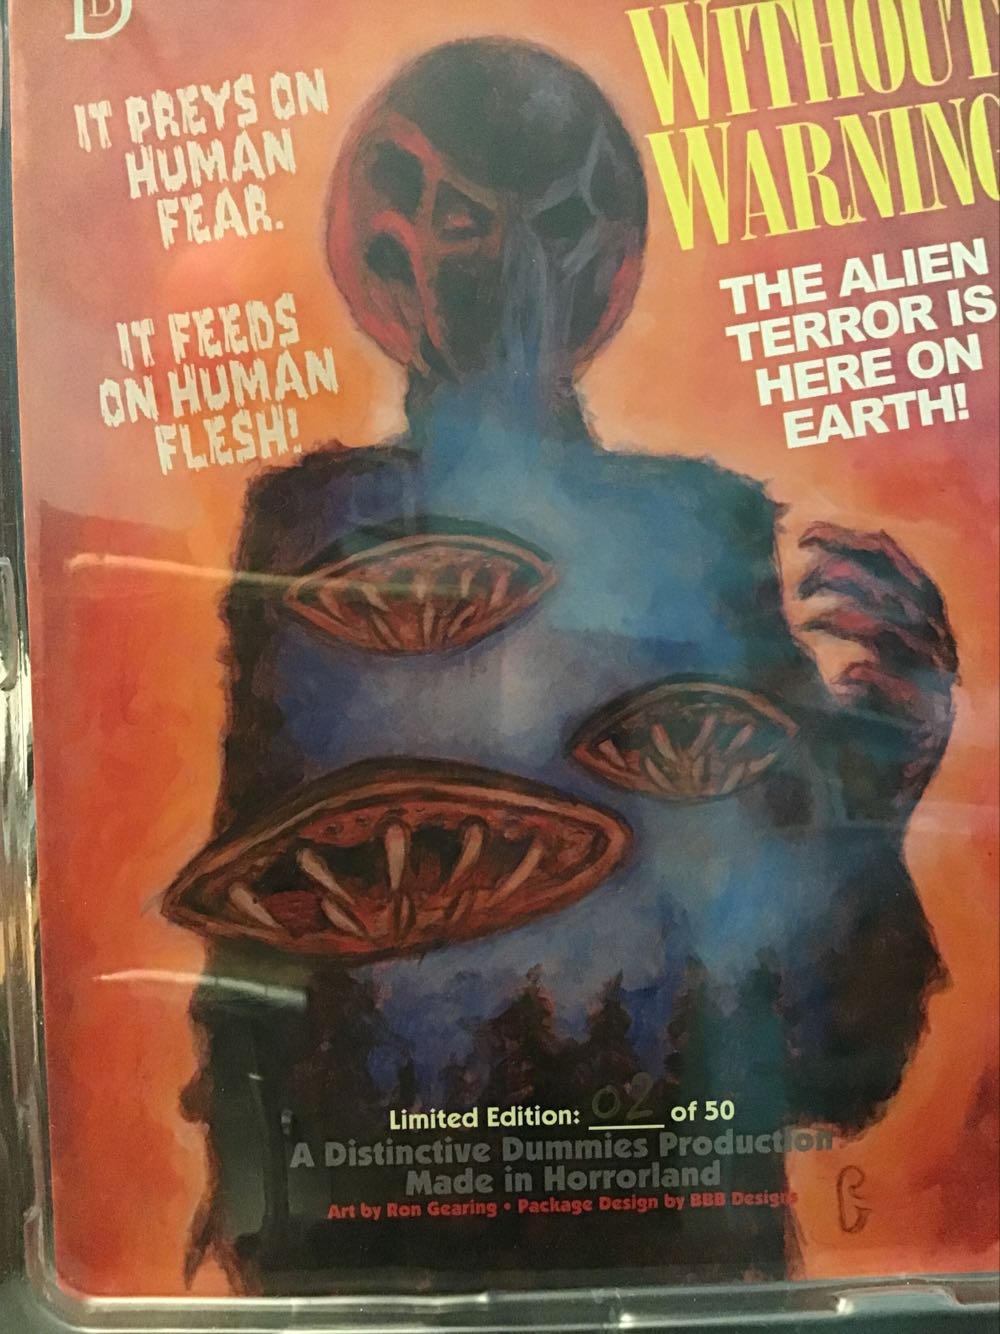 WITHOUT
WARNING
IT PREYS ON
HUMAN
FEAR.
IT FEEDS
ON HUMAN
FLESH!
THE ALIEN
TERROR IS
HERE ON
EARTH!
Limited Edition: 02 of 50
A Distinctive Dummies Production
Made in Horrorland
Art by Ron Gearing • Package Design by BBB Designs
G